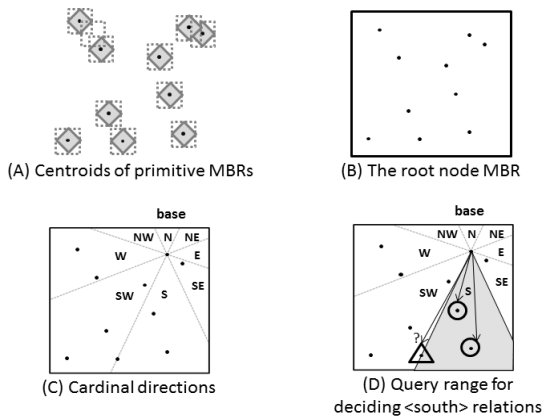 (A) Centroids of primitive MBRs
(B) The root node MBR
base
NW N NE
W E
SW S SE
(C) Cardinal directions
base
NW N NE
W E
SW S SE
?
(D) Query range for
deciding <south> relations